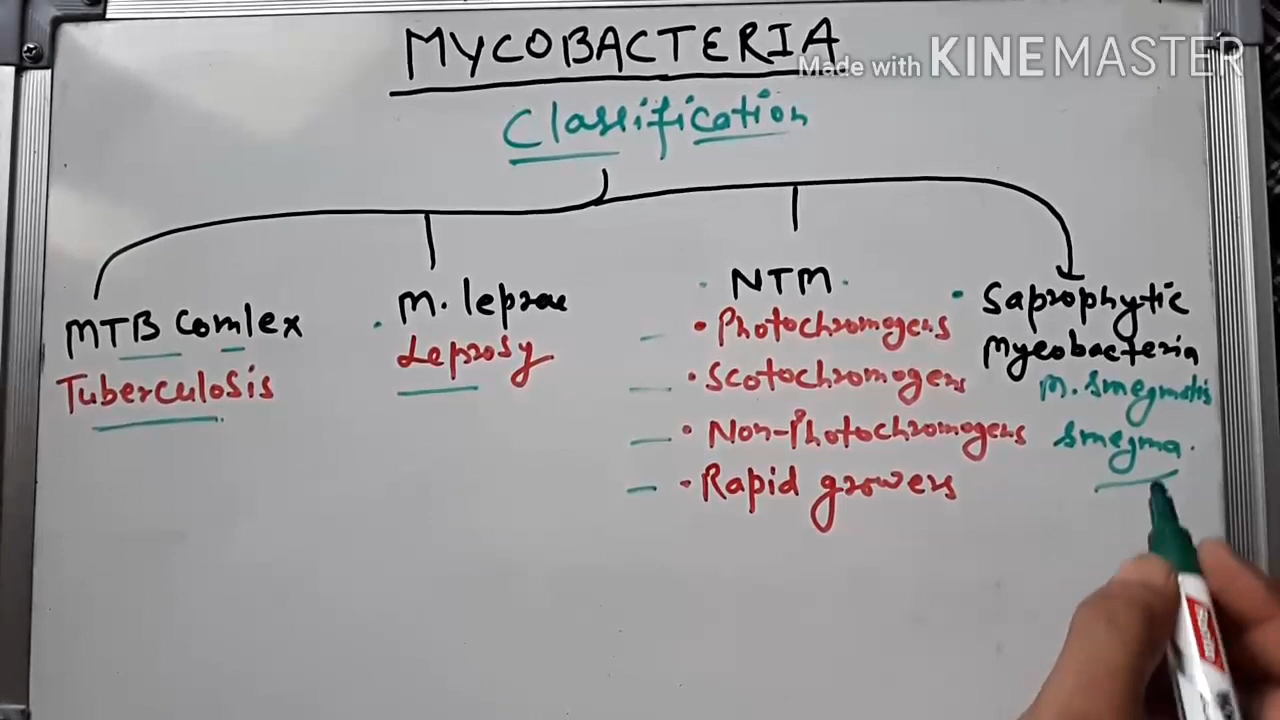 MYCOBACTERIA
Made with KINEMASTER
Classification
MTB Comlex
Tuberculosis
M. leprae
Leprosy
NTM
• Photochromogens
• Scotochromogens
• Non-Photochromogens
• Rapid growers
Saprophytic
Mycobacteria
M. Smegmatis
Smegma